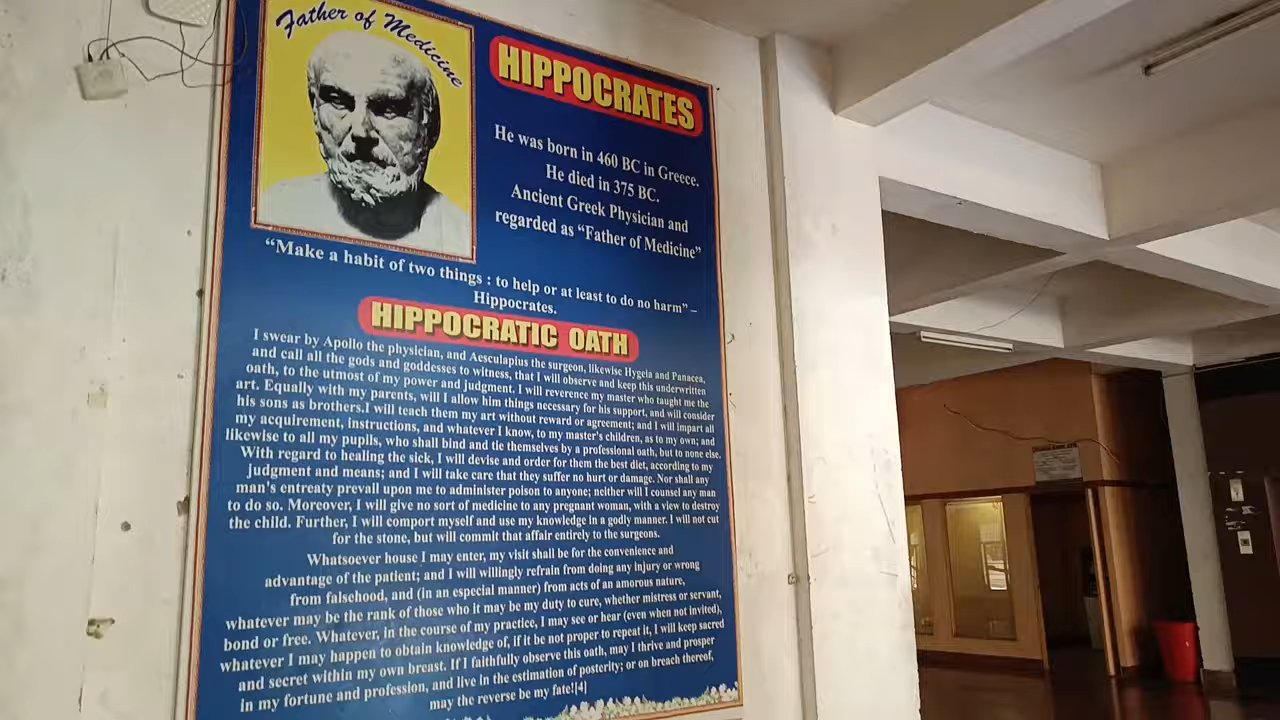 Father of Medicine
HIPPOCRATES
He was born in 460 BC in Greece.
He died in 375 BC.
Ancient Greek Physician and
regarded as “Father of Medicine”
“Make a habit of two things : to help or at least to do no harm” –
Hippocrates.
HIPPOCRATIC OATH
I swear by Apollo the physician, and Aesculapius the surgeon, likewise Hygeia and Panacea,
and call all the gods and goddesses to witness, that I will observe and keep this underwritten
oath, to the utmost of my power and judgment. I will reverence my master who taught me the
art. Equally with my parents, will I allow him things necessary for his support, and will consider
his sons as brothers.I will teach them my art without reward or agreement; and I will impart all
my acquirement, instructions, and whatever I know, to my master's children, as to my own; and
likewise to all my pupils, who shall bind and tie themselves by a professional oath, but to none else.
With regard to healing the sick, I will devise and order for them the best diet, according to my
judgment and means; and I will take care that they suffer no hurt or damage. Nor shall any
man's entreaty prevail upon me to administer poison to anyone; neither will I counsel any man
to do so. Moreover, I will give no sort of medicine to any pregnant woman, with a view to destroy
the child. Further, I will comport myself and use my knowledge in a godly manner. I will not cut
for the stone, but will commit that affair entirely to the surgeons.
Whatsoever house I may enter, my visit shall be for the convenience and
advantage of the patient; and I will willingly refrain from doing any injury or wrong
from falsehood, and (in an especial manner) from acts of an amorous nature,
whatever may be the rank of those who it may be my duty to cure, whether mistress or servant,
bond or free. Whatever, in the course of my practice, I may see or hear (even when not invited),
whatever I may happen to obtain knowledge of, if it be not proper to repeat it, I will keep sacred
and secret within my own breast. If I faithfully observe this oath, may I thrive and prosper
in my fortune and profession, and live in the estimation of posterity; or on breach thereof,
may the reverse be my fate![4]